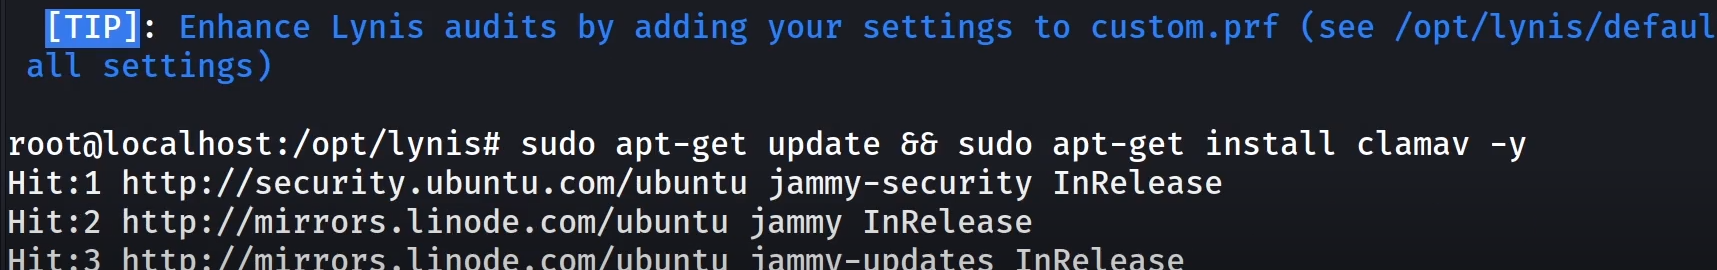 [TIP]: Enhance Lynis audits by adding your settings to custom.prf (see /opt/lynis/defaul
all settings)
root@localhost:/opt/lynis# sudo apt-get update && sudo apt-get install clamav -y
Hit:1 http://security.ubuntu.com/ubuntu jammy-security InRelease
Hit:2 http://mirrors.linode.com/ubuntu jammy InRelease
Hit:3 http://mirrors.linode.com/ubuntu jammy-updates InRelease